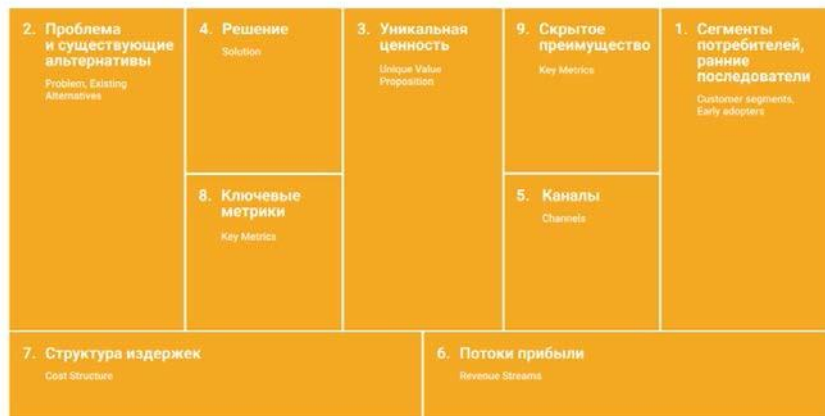 2. Проблема
и существующие
альтернативы
Problem, Existing
Alternatives
4. Решение
Solution
3. Уникальная
ценность
Unique Value
Proposition
9. Скрытое
преимущество
Key Metrics
1. Сегменты
потребителей,
ранние
последователи
Customer segments,
Early adopters
8. Ключевые
метрики
Key Metrics
5. Каналы
Channels
7. Структура издержек
Cost Structure
6. Потоки прибыли
Revenue Streams